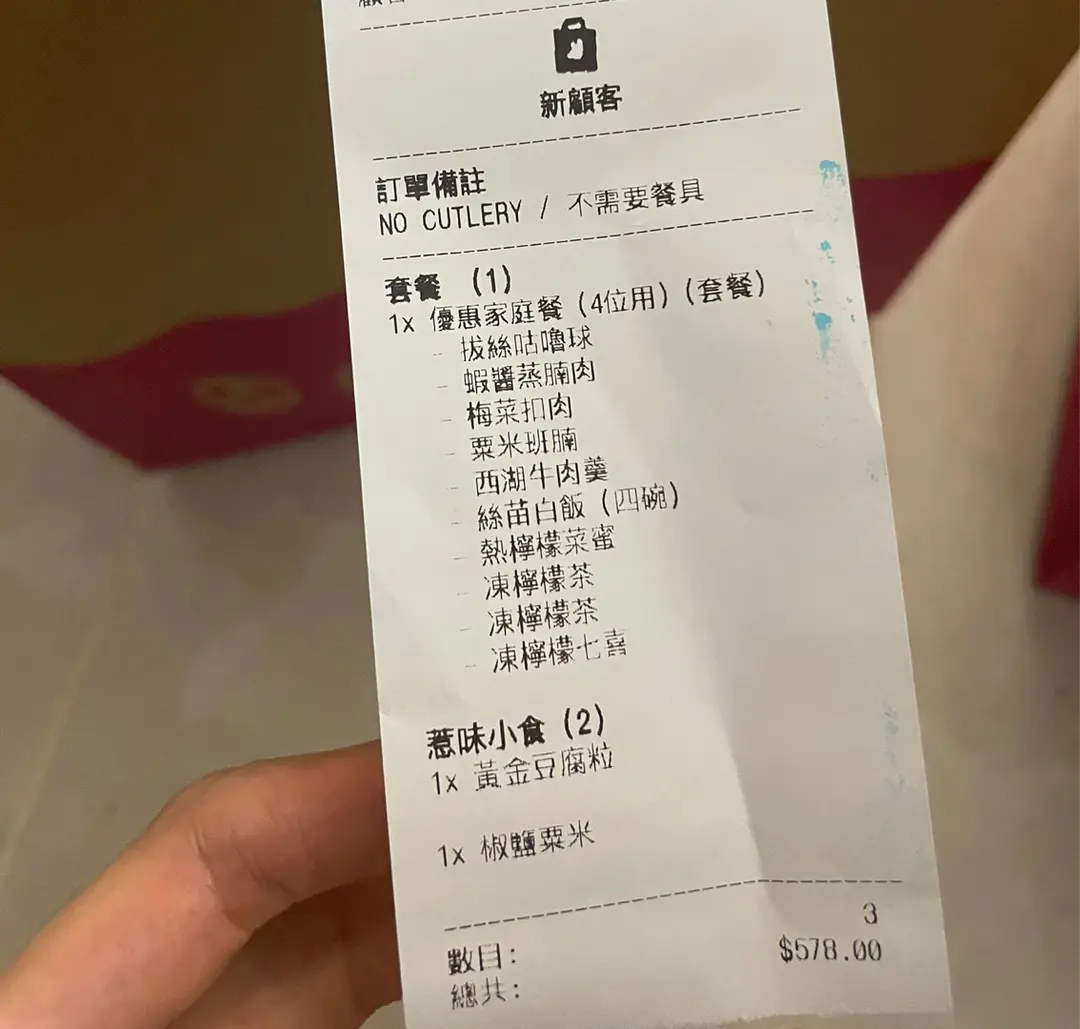 新顧客
訂單備註
NO CUTLERY / 不需要餐具
套餐 (1)
1x 優惠家庭餐 (4位用) (套餐)
- 拔絲咕嚕球
- 蝦醬蒸腩肉
- 梅菜扣肉
- 粟米班腩
- 西湖牛肉羹
- 絲苗白飯 (四碗)
- 熱檸檬菜蜜
- 凍檸檬茶
- 凍檸檬茶
- 凍檸檬七喜
惹味小食 (2)
1x 黃金豆腐粒
1x 椒鹽粟米
數目: 3
總共: $578.00